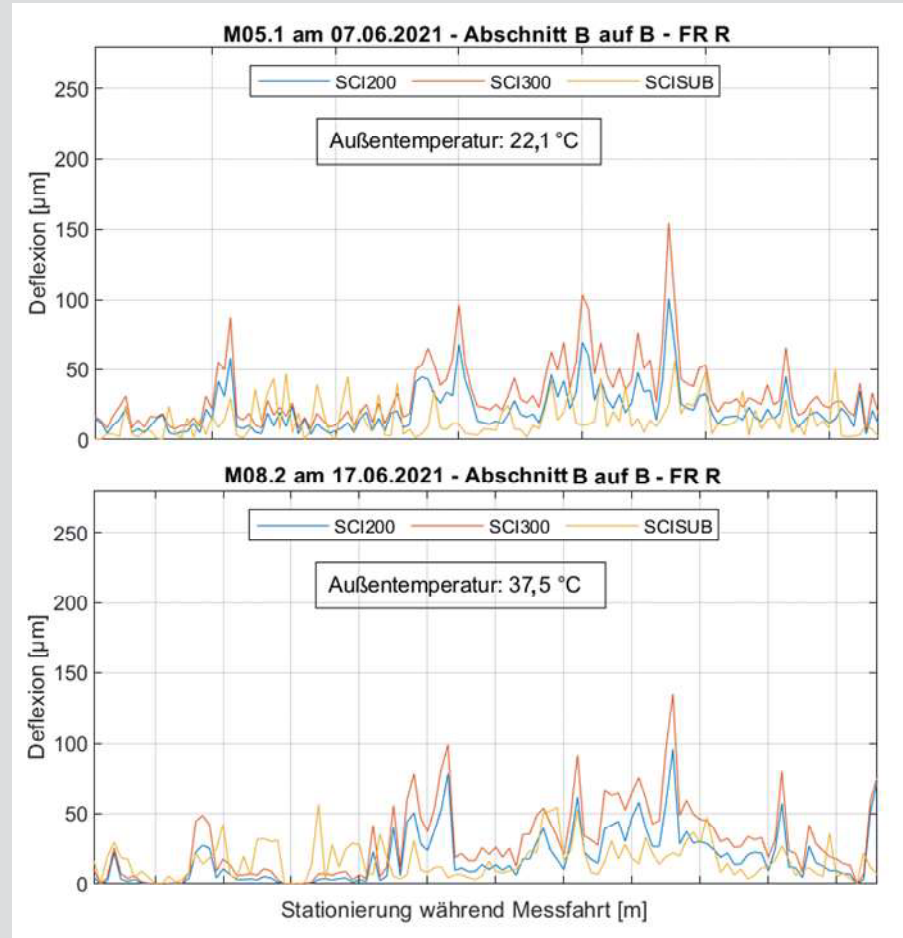 M05.1 am 07.06.2021 - Abschnitt B auf B - FR R
SCI200 SCI300 SCISUB
Außentemperatur: 22,1 °C
Deflexion [µm]
250
200
150
100
50
0
M08.2 am 17.06.2021 - Abschnitt B auf B - FR R
SCI200 SCI300 SCISUB
Außentemperatur: 37,5 °C
Deflexion [µm]
250
200
150
100
50
0
Stationierung während Messfahrt [m]